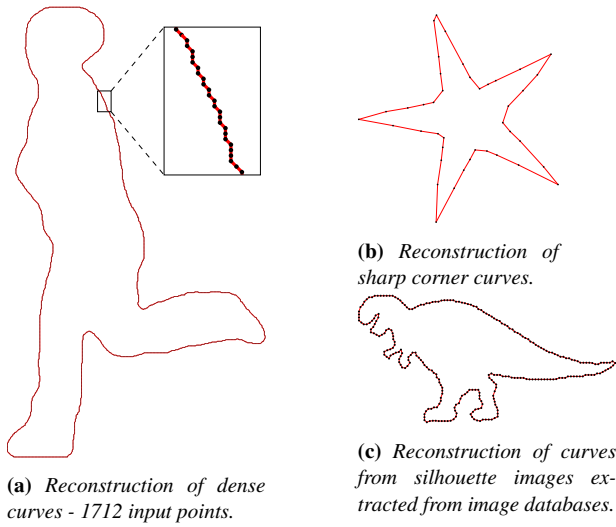 (a) Reconstruction of dense
curves - 1712 input points.
(b) Reconstruction of
sharp corner curves.
(c) Reconstruction of curves
from silhouette images ex-
tracted from image databases.